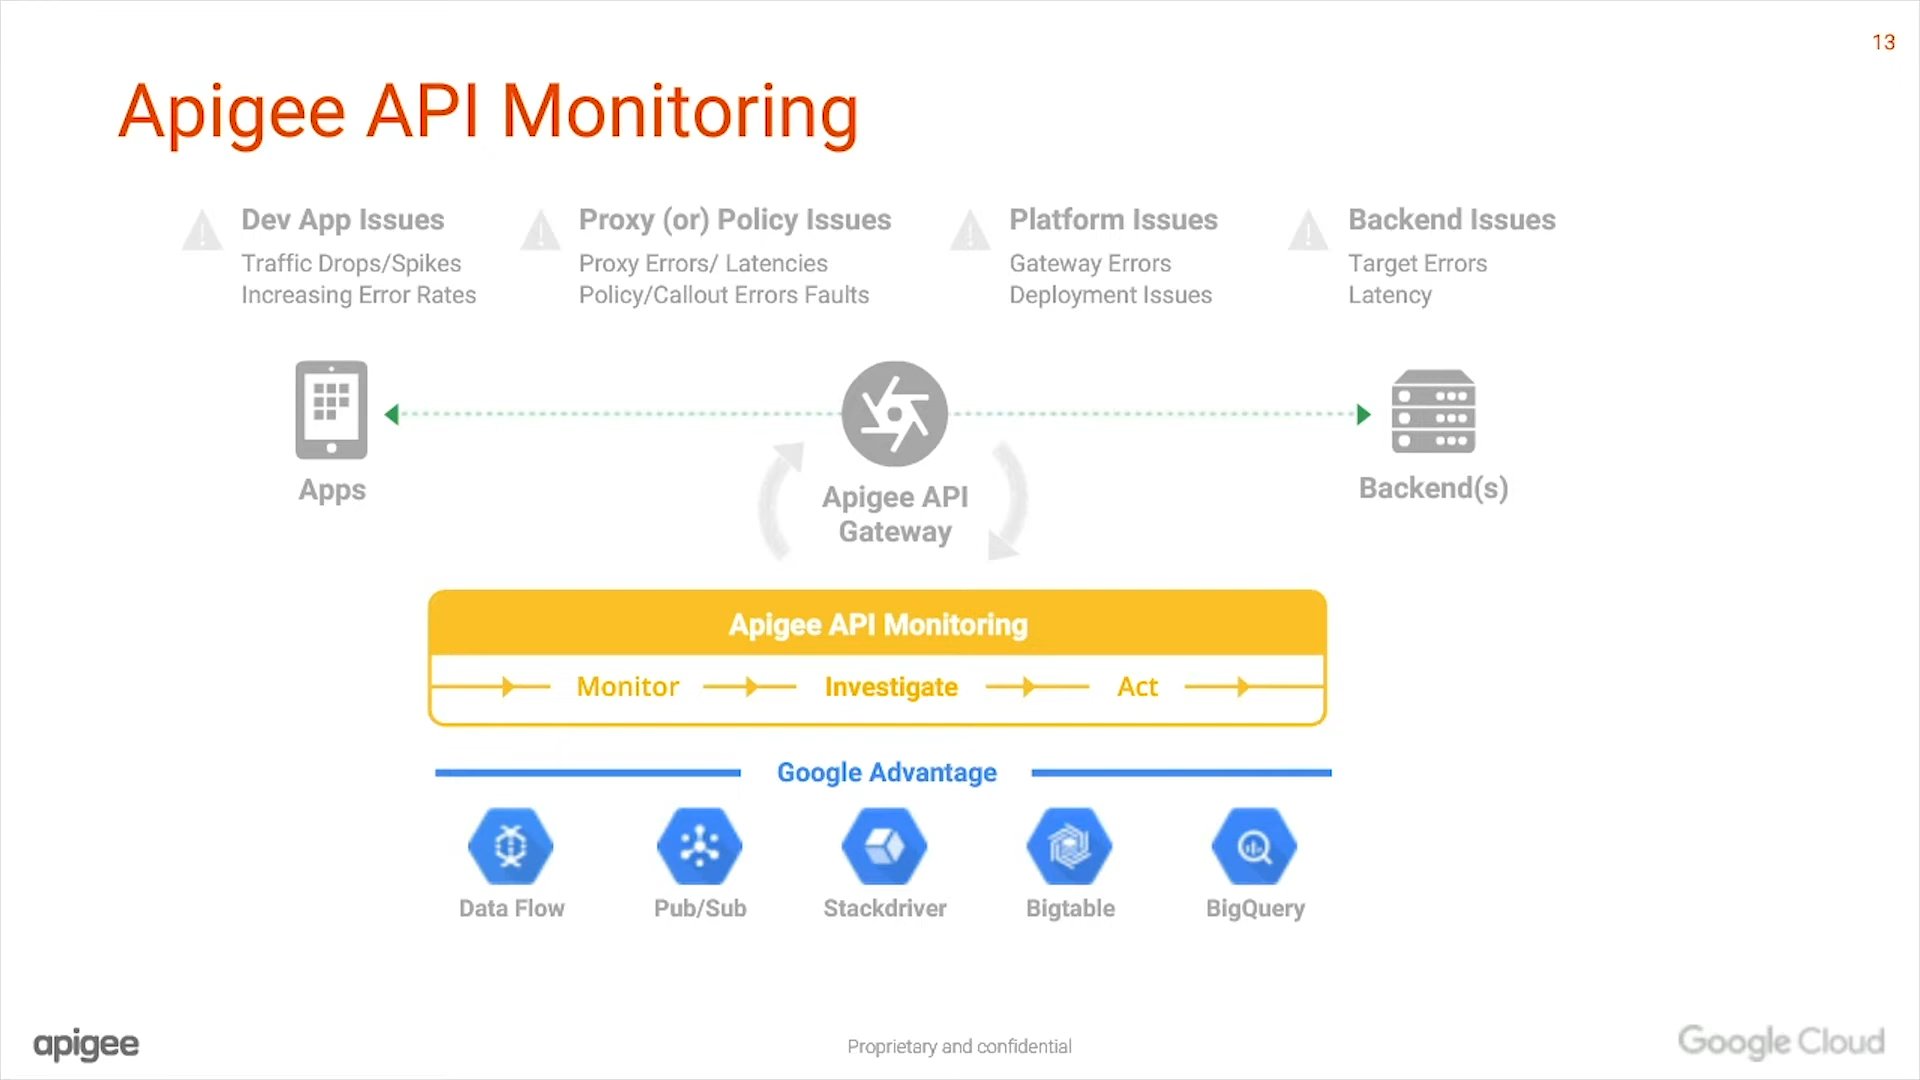 13
Apigee API Monitoring
Dev App Issues
Traffic Drops/Spikes
Increasing Error Rates
Proxy (or) Policy Issues
Proxy Errors/ Latencies
Policy/Callout Errors Faults
Platform Issues
Gateway Errors
Deployment Issues
Backend Issues
Target Errors
Latency
Apps
Apigee API
Gateway
Backend(s)
Apigee API Monitoring
Monitor
Investigate
Act
Google Advantage
Data Flow
Pub/Sub
Stackdriver
Bigtable
BigQuery
apigee
Proprietary and confidential
Google Cloud